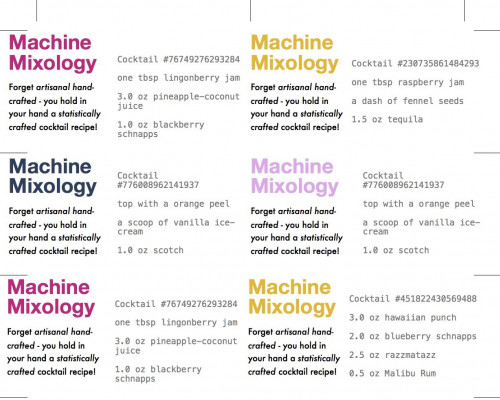 Machine
Mixology
Forget artisanal hand-
crafted - you hold in
your hand a statistically
crafted cocktail recipe!
Cocktail #76749276293284
one tbsp lingonberry jam
3.0 oz pineapple-coconut
juice
1.0 oz blackberry
schnapps
Machine
Mixology
Forget artisanal hand-
crafted - you hold in
your hand a statistically
crafted cocktail recipe!
Cocktail #230735861484293
one tbsp raspberry jam
a dash of fennel seeds
1.5 oz tequila
Machine
Mixology
Forget artisanal hand-
crafted - you hold in
your hand a statistically
crafted cocktail recipe!
Cocktail
#776008962141937
top with a orange peel
a scoop of vanilla ice-
cream
1.0 oz scotch
Machine
Mixology
Forget artisanal hand-
crafted - you hold in
your hand a statistically
crafted cocktail recipe!
Cocktail
#776008962141937
top with a orange peel
a scoop of vanilla ice-
cream
1.0 oz scotch
Machine
Mixology
Forget artisanal hand-
crafted - you hold in
your hand a statistically
crafted cocktail recipe!
Cocktail #76749276293284
one tbsp lingonberry jam
3.0 oz pineapple-coconut
juice
1.0 oz blackberry
schnapps
Machine
Mixology
Forget artisanal hand-
crafted - you hold in
your hand a statistically
crafted cocktail recipe!
Cocktail #451822430569488
3.0 oz hawaiian punch
2.0 oz blueberry schnapps
2.5 oz razzmatazz
0.5 oz Malibu Rum